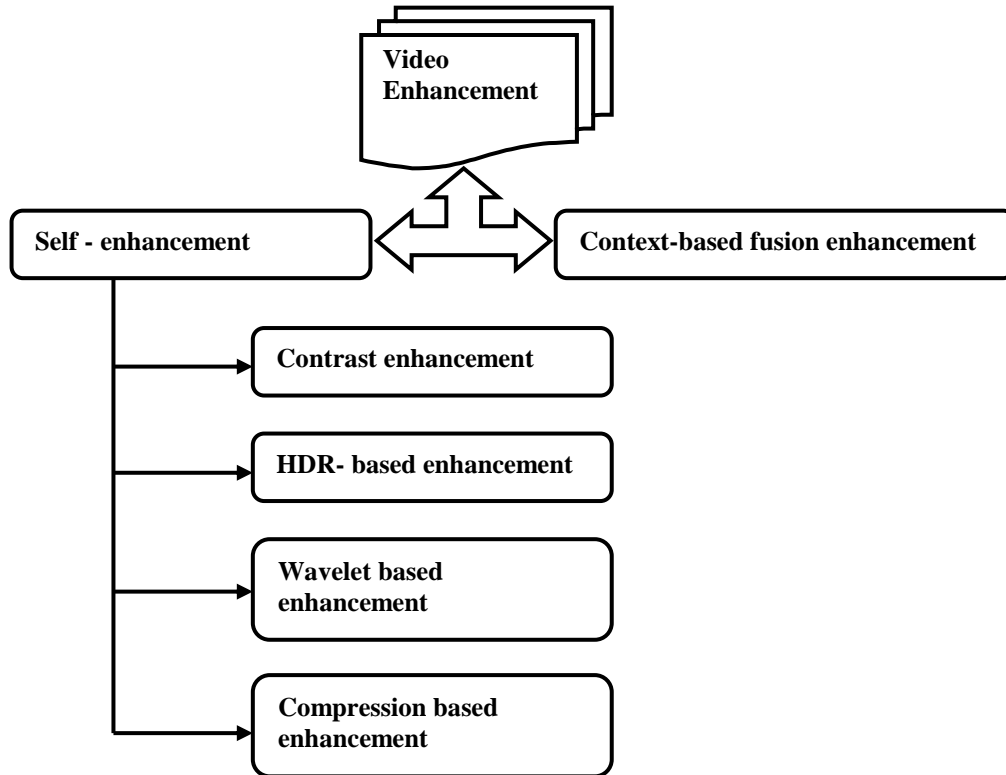 Video
Enhancement
Self - enhancement
Context-based fusion enhancement
Contrast enhancement
HDR- based enhancement
Wavelet based
enhancement
Compression based
enhancement